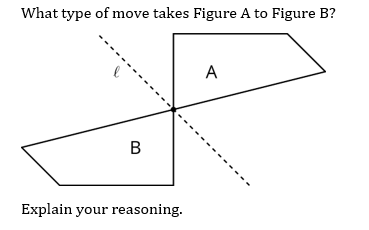 What type of move takes Figure A to Figure B?
ℓ
A
B
Explain your reasoning.